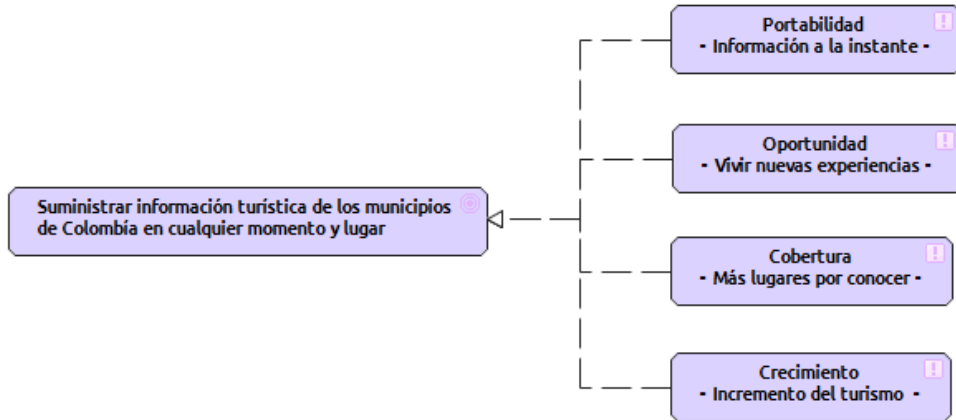 Portabilidad
- Información a la instante -
Oportunidad
- Vivir nuevas experiencias -
Suministrar información turística de los municipios
de Colombía en cualquier momento y lugar
Cobertura
- Más lugares por conocer -
Crecimiento
- Incremento del turismo -